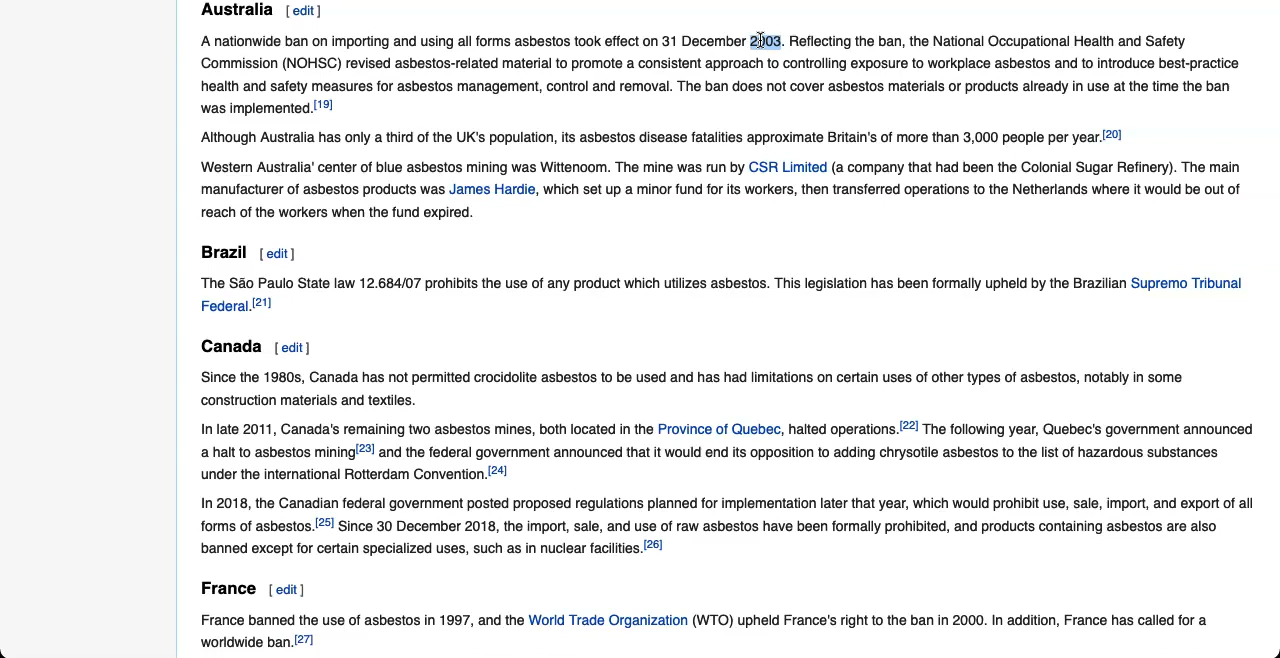 Australia [ edit ]
A nationwide ban on importing and using all forms asbestos took effect on 31 December 2003. Reflecting the ban, the National Occupational Health and Safety
Commission (NOHSC) revised asbestos-related material to promote a consistent approach to controlling exposure to workplace asbestos and to introduce best-practice
health and safety measures for asbestos management, control and removal. The ban does not cover asbestos materials or products already in use at the time the ban
was implemented.[19]
Although Australia has only a third of the UK's population, its asbestos disease fatalities approximate Britain's of more than 3,000 people per year.[20]
Western Australia' center of blue asbestos mining was Wittenoom. The mine was run by CSR Limited (a company that had been the Colonial Sugar Refinery). The main
manufacturer of asbestos products was James Hardie, which set up a minor fund for its workers, then transferred operations to the Netherlands where it would be out of
reach of the workers when the fund expired.
Brazil [ edit ]
The São Paulo State law 12.684/07 prohibits the use of any product which utilizes asbestos. This legislation has been formally upheld by the Brazilian Supremo Tribunal
Federal.[21]
Canada [ edit ]
Since the 1980s, Canada has not permitted crocidolite asbestos to be used and has had limitations on certain uses of other types of asbestos, notably in some
construction materials and textiles.
In late 2011, Canada's remaining two asbestos mines, both located in the Province of Quebec, halted operations.[22] The following year, Quebec's government announced
a halt to asbestos mining[23] and the federal government announced that it would end its opposition to adding chrysotile asbestos to the list of hazardous substances
under the international Rotterdam Convention.[24]
In 2018, the Canadian federal government posted proposed regulations planned for implementation later that year, which would prohibit use, sale, import, and export of all
forms of asbestos.[25] Since 30 December 2018, the import, sale, and use of raw asbestos have been formally prohibited, and products containing asbestos are also
banned except for certain specialized uses, such as in nuclear facilities.[26]
France [ edit ]
France banned the use of asbestos in 1997, and the World Trade Organization (WTO) upheld France's right to the ban in 2000. In addition, France has called for a
worldwide ban.[27]